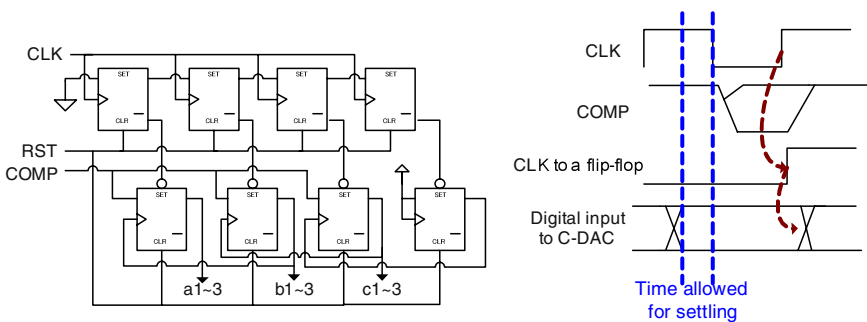 CLK
SET
SET
SET
SET
CLR
CLR
CLR
CLR
RST
COMP
SET
SET
SET
SET
CLR
CLR
CLR
CLR
a1~3
b1~3
c1~3
CLK
COMP
CLK to a flip-flop
Digital input
to C-DAC
Time allowed
for settling